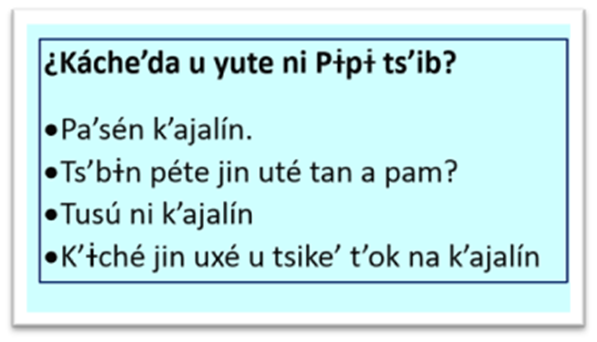 ¿Káche’da u yute ni Pɨpɨ ts’ib?
•Pa’sén k’ajalín.
•Ts’bɨn péte jin uté tan a pam?
•Tusú ni k’ajalín
•K’ɨché jin uxé u tsike’ t’ok na k’ajalín